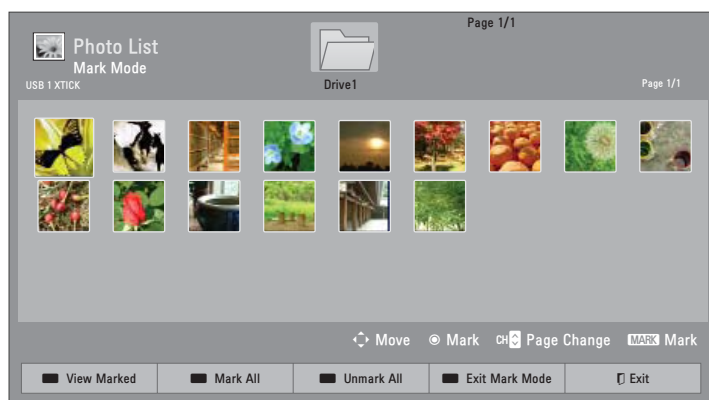 Page 1/1
Photo List
Mark Mode
USB 1 XTICK
Drive1
Page 1/1
Move Mark CH Page Change MARK Mark
View Marked Mark All Unmark All Exit Mark Mode Exit